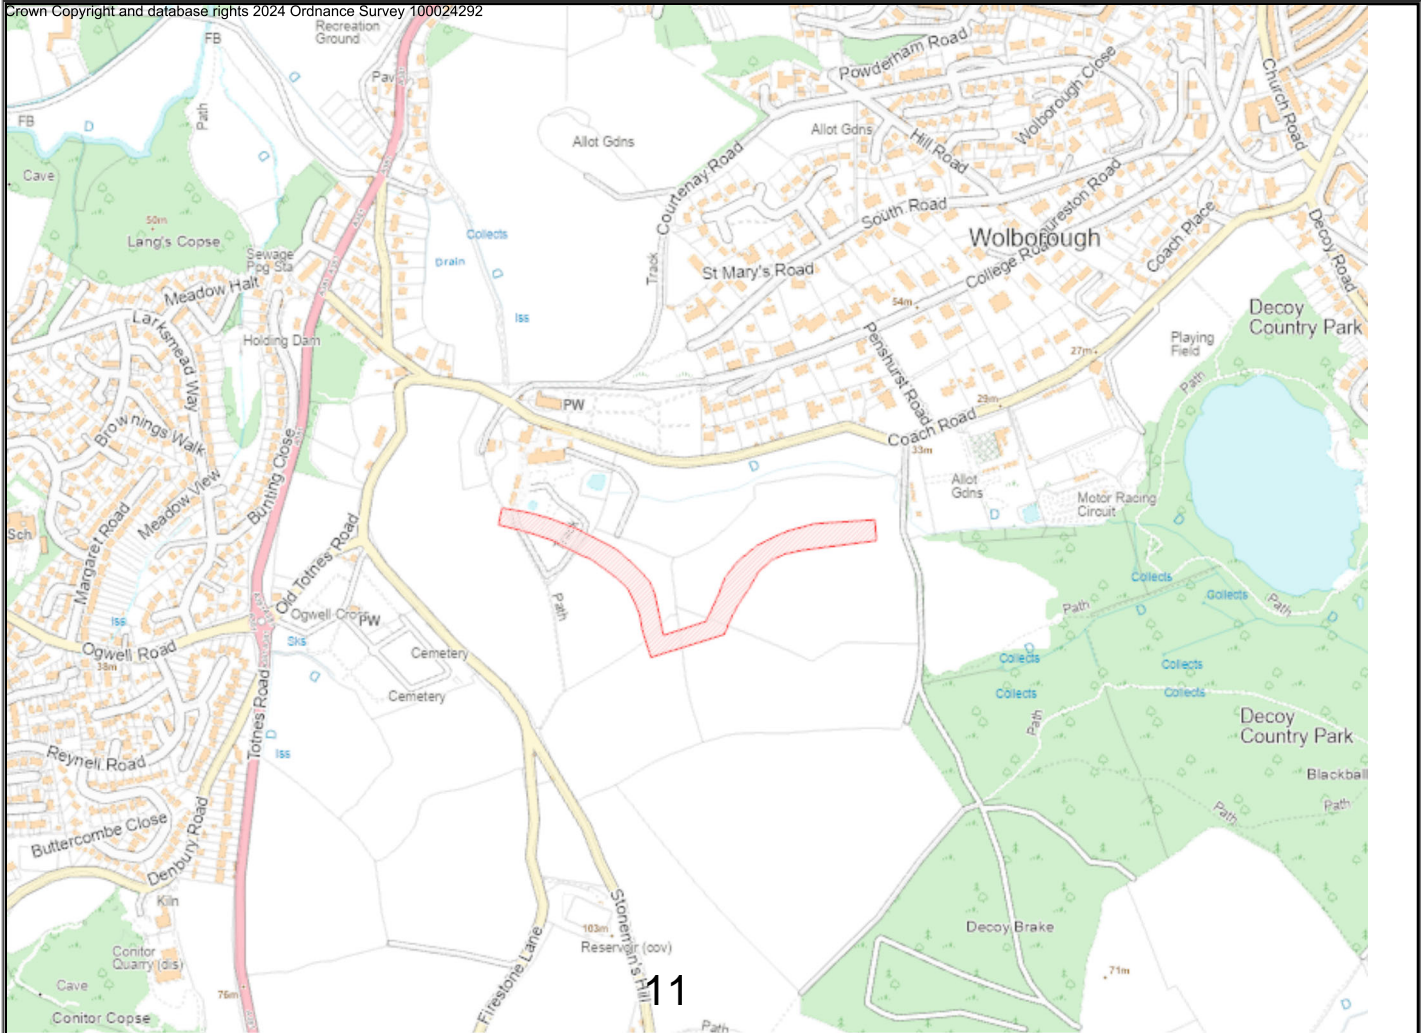 Crown Copyright and database rights 2024 Ordnance Survey 100024292
FB
Recreation
Ground
Pav
Path
FB
D
D
D
Cave
50m
Lang's Copse
Sewage
Ppg Sta
Meadow Halt
Larksmead Way
Holding Dam
Brownings Walk
Meadow View
Bunting Close
Margaret Road
Sch
Iss
Ogwell Road
38m
Old Totnes Road
Ogwell Cross
PW
Sks
D
Cemetery
Cemetery
Totnes Road
D
Iss
Reynell Road
Buttercombe Close
Denbury Road
Kiln
Conitor
Quarry (dis)
Cave
Conitor Copse
76m
Collects
Drain
D
Iss
Allot Gdns
Track
Courtenay Road
Powderham Road
Allot Gdns
Hill Road
Wolborough Close
Church Road
South Road
Wolborough
St Mary's Road
College Road
Coach Place
Decoy Road
54m
Penshurst Road
27m
29m
Coach Road
33m
PW
D
Playing
Field
Path
Decoy
Country Park
Allot
Gdns
D
Motor Racing
Circuit
D
Track
Path
Collects
Collects
Path
Path
D
D
Collects
Collects
Collects
Collects
Path
Decoy
Country Park
Blackball
Path
Path
Decoy Brake
71m
D
Path
103m
Reservoir (cov)
Stoneman's Hill
Firestone Lane
11